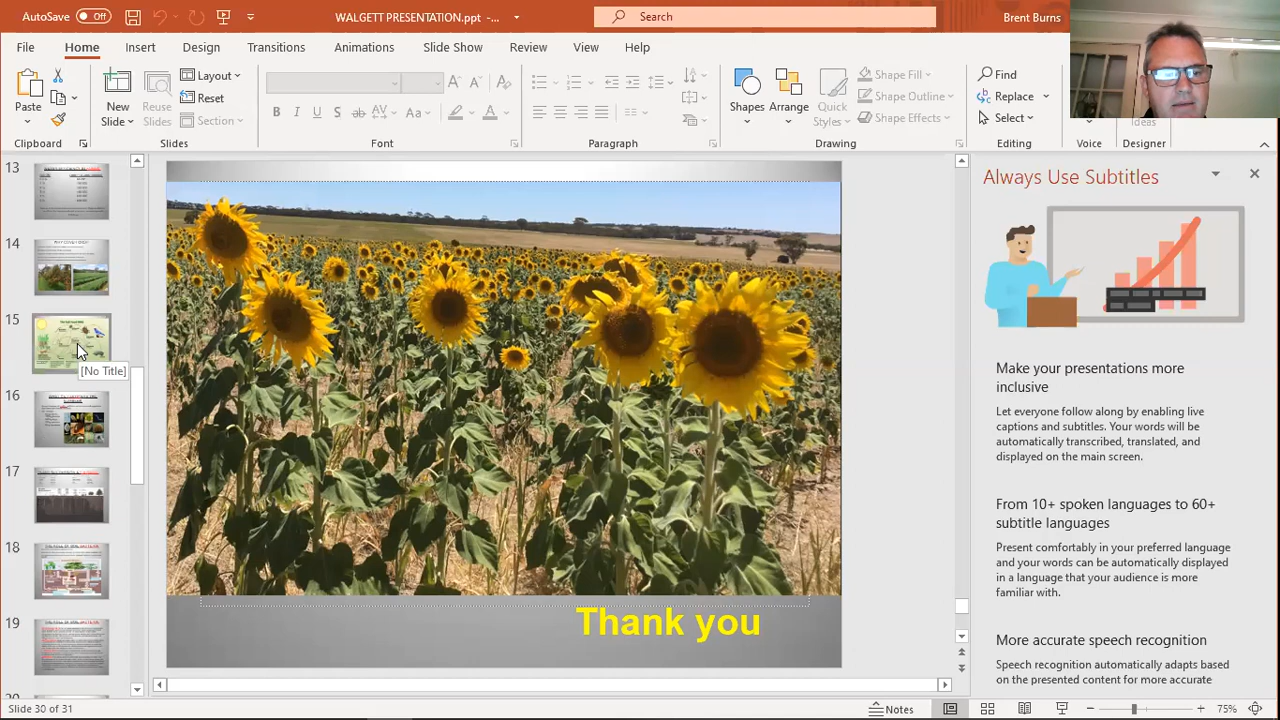 AutoSave Off
WALGETT PRESENTATION.ppt -...
Search
Brent Burns
File Home Insert Design Transitions Animations Slide Show Review View Help
Paste
Clipboard
New
Slide
Reuse
Slides
Layout
Reset
Section
Slides
B I U S ab AV Aa A
Font
Paragraph
Shapes
Arrange
Quick
Styles
Shape Fill
Shape Outline
Shape Effects
Drawing
Find
Replace
Select
Editing
Voice
Ideas
Designer
13
14
15
[No Title]
16
17
18
19
Thank you
Always Use Subtitles
Make your presentations more
inclusive
Let everyone follow along by enabling live
captions and subtitles. Your words will be
automatically transcribed, translated, and
displayed on the main screen.
From 10+ spoken languages to 60+
subtitle languages
Present comfortably in your preferred language
and your words can be automatically displayed
in a language that your audience is more
familiar with.
More accurate speech recognition
Speech recognition automatically adapts based
on the presented content for more accurate
Slide 30 of 31
Notes
75%